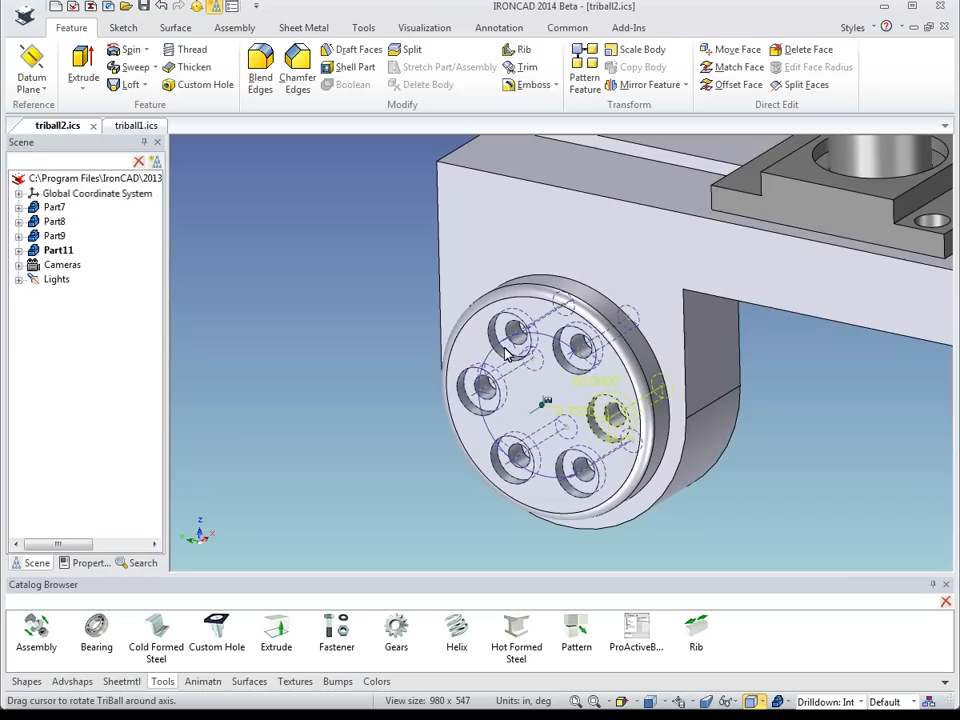 IRONCAD 2014 Beta - [triball2.ics]
Feature Sketch Surface Assembly Sheet Metal Tools Visualization Annotation Common Add-Ins Styles
Datum Plane
Reference
Extrude Spin Sweep Loft Thread Thicken Custom Hole
Feature
Blend Edges Chamfer Edges Draft Faces Shell Part Boolean Split Stretch Part/Assembly Delete Body Rib Trim Emboss
Modify
Pattern Feature Scale Body Copy Body Mirror Feature
Transform
Move Face Match Face Offset Face Delete Face Edit Face Radius Split Faces
Direct Edit
triball2.ics triball1.ics
Scene
C:\Program Files\IronCAD\2013
Global Coordinate System
Part7
Part8
Part9
Part11
Cameras
Lights
Z
X
Scene Propert... Search
Catalog Browser
Assembly Bearing Cold Formed Steel Custom Hole Extrude Fastener Gears Helix Hot Formed Steel Pattern ProActiveB... Rib
Shapes Advshaps Sheetmtl Tools Animatn Surfaces Textures Bumps Colors
Drag cursor to rotate TriBall around axis. View size: 980 x 547 Units: in, deg Drilldown: Int Default